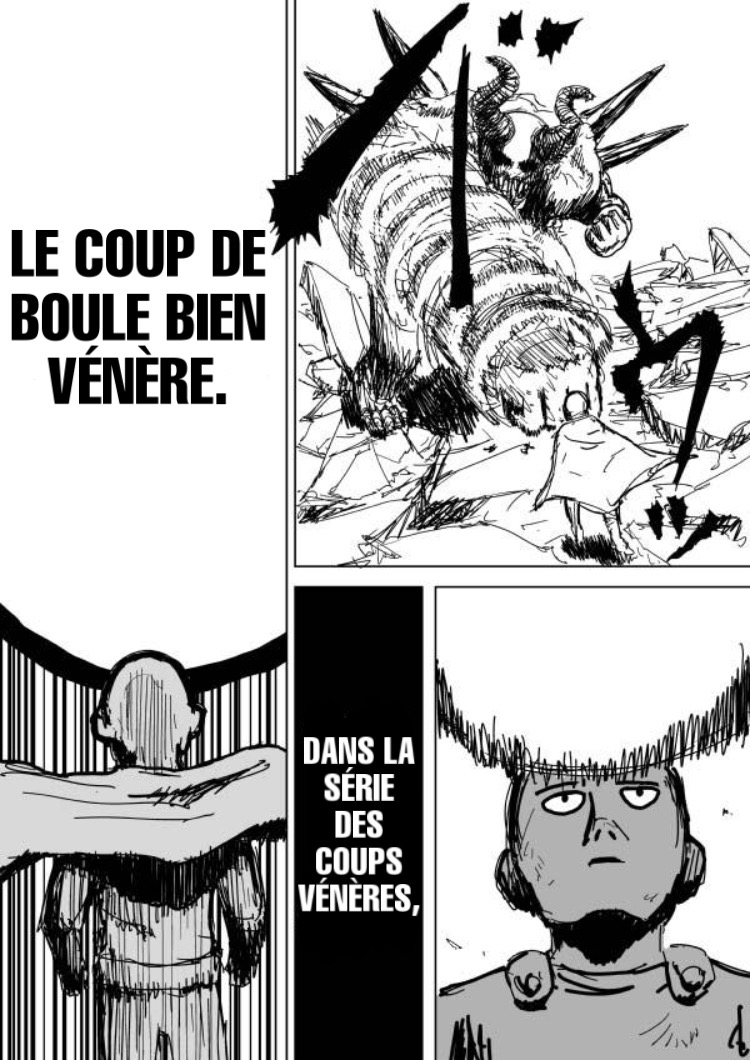 DANS LA
SÉRIE
DES
COUPS
VÉNÈRES,
LE COUP DE
BOULE BIEN
VÉNÈRE.